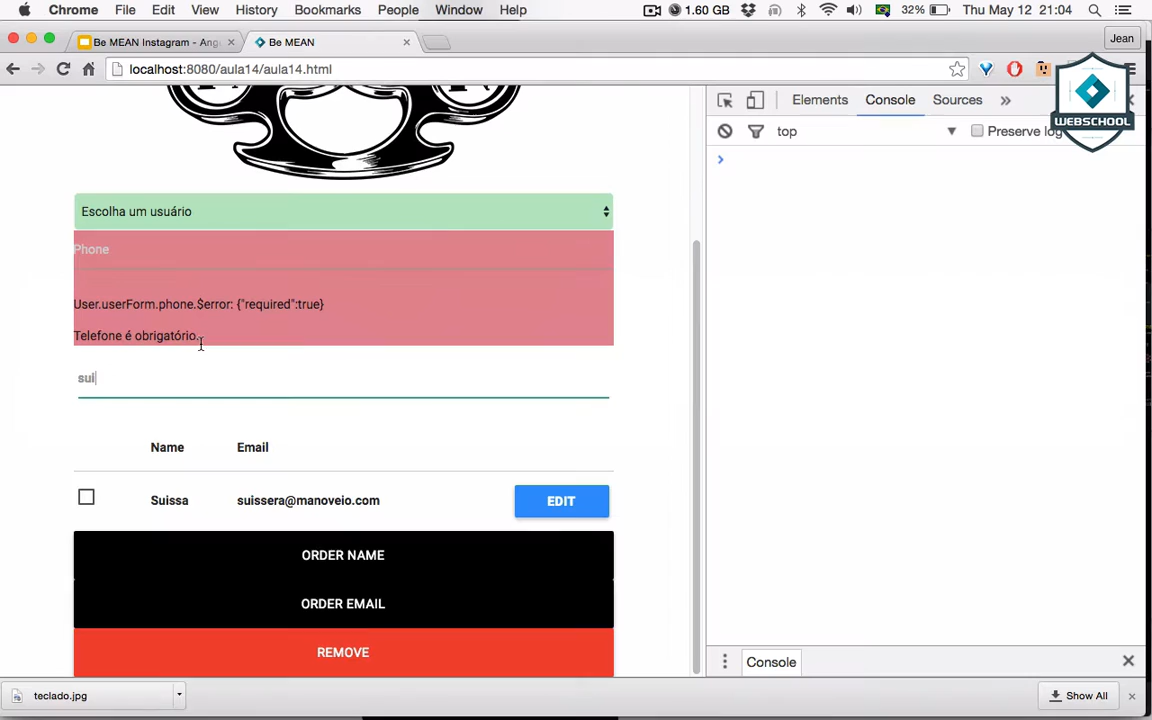 Chrome File Edit View History Bookmarks People Window Help 1.60 GB 32% Thu May 12 21:04
Be MEAN Instagram - Ang Be MEAN Jean
localhost:8080/aula14/aula14.html
Elements Console Sources »
top Preserve log
WEBSCHOOL
Escolha um usuário
Phone
User.userForm.phone.$error: {"required":true}
Telefone é obrigatório.
sui
Name Email
Suissa suissera@manoveio.com EDIT
ORDER NAME
ORDER EMAIL
REMOVE
Console
teclado.jpg Show All